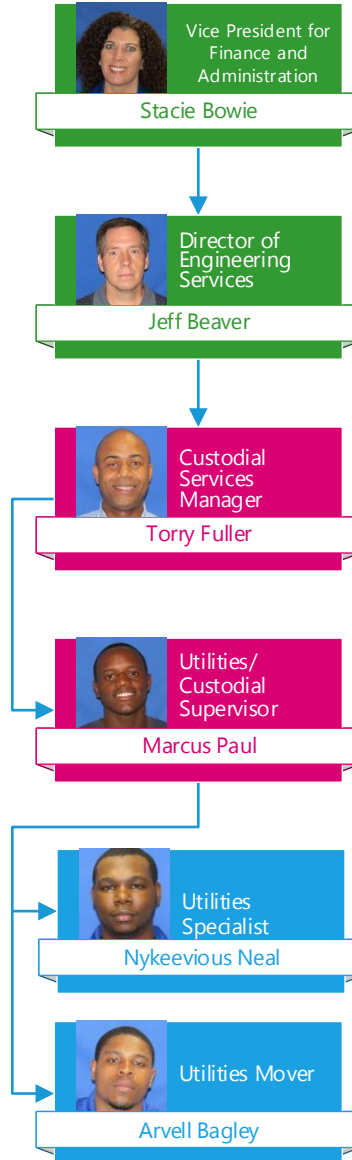 Vice President for
Finance and
Administration
Stacie Bowie
Director of
Engineering
Services
Jeff Beaver
Custodial
Services
Manager
Torry Fuller
Utilities/
Custodial
Supervisor
Marcus Paul
Utilities
Specialist
Nykeevious Neal
Utilities Mover
Arvell Bagley